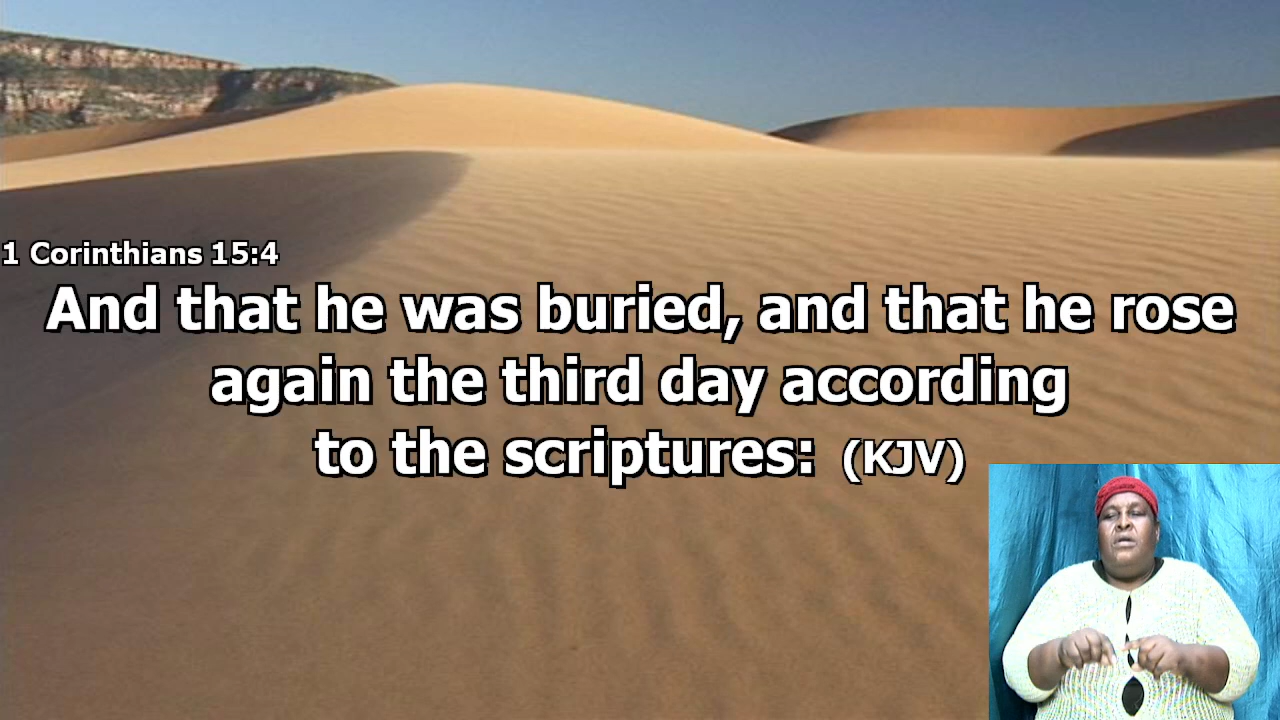 1 Corinthians 15:4
And that he was buried, and that he rose
again the third day according
to the scriptures: (KJV)